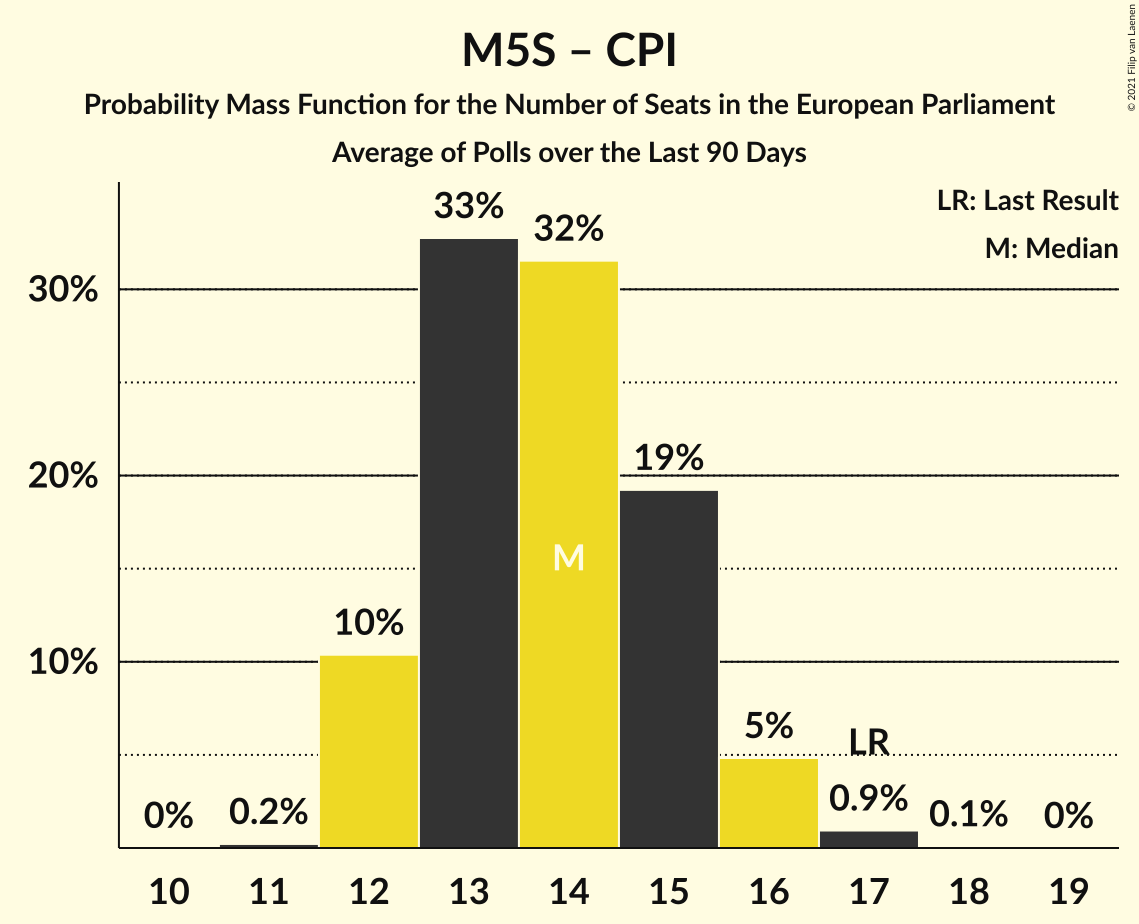 M5S – CPI
Probability Mass Function for the Number of Seats in the European Parliament
Average of Polls over the Last 90 Days
© 2021 Filip van Laenen
LR: Last Result
M: Median
30%
20%
10%
0%
0.2%
10%
33%
32%
19%
5%
0.9%
0.1%
0%
M
LR
10 11 12 13 14 15 16 17 18 19